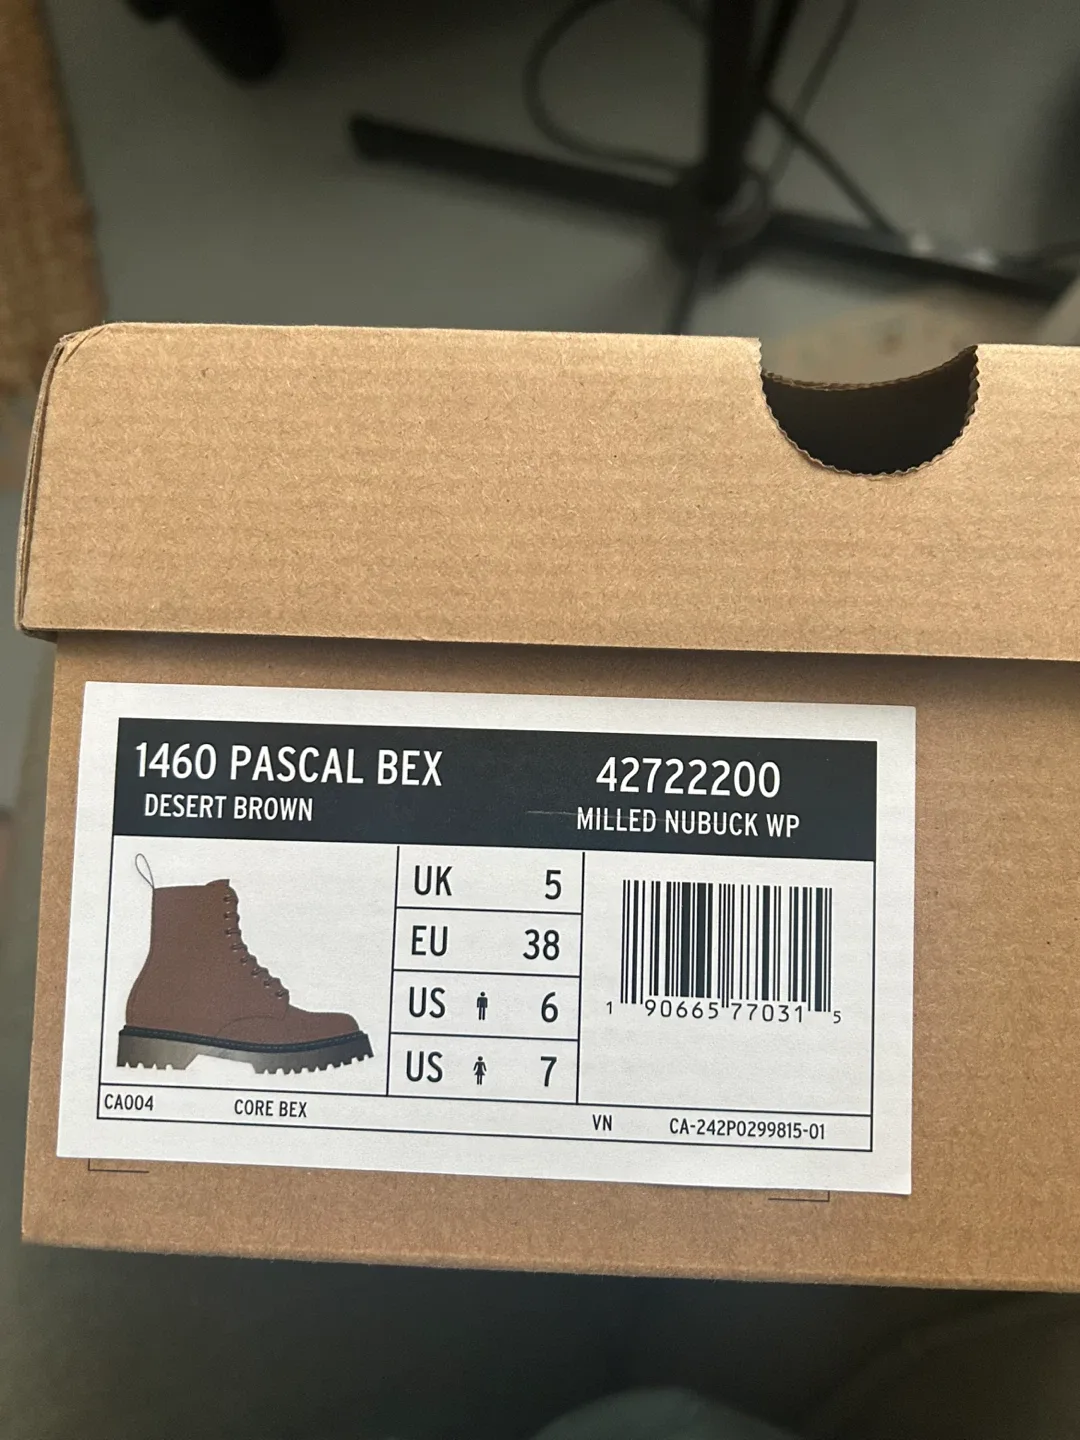 1460 PASCAL BEX
DESERT BROWN
42722200
MILLED NUBUCK WP
UK 5
EU 38
US 6
US 7
1 90665 77031 5
CA004 CORE BEX VN CA-242P0299815-01